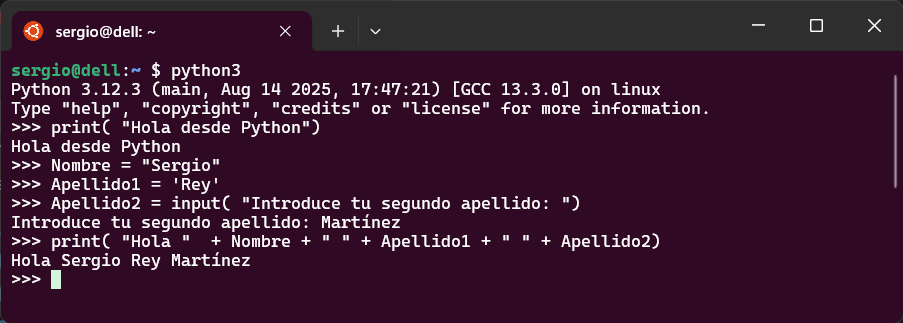 sergio@dell: ~
sergio@dell:~ $ python3
Python 3.12.3 (main, Aug 14 2025, 17:47:21) [GCC 13.3.0] on linux
Type "help", "copyright", "credits" or "license" for more information.
>>> print( "Hola desde Python")
Hola desde Python
>>> Nombre = "Sergio"
>>> Apellido1 = 'Rey'
>>> Apellido2 = input( "Introduce tu segundo apellido: ")
Introduce tu segundo apellido: Martínez
>>> print( "Hola "  + Nombre + " " + Apellido1 + " " + Apellido2)
Hola Sergio Rey Martínez
>>>